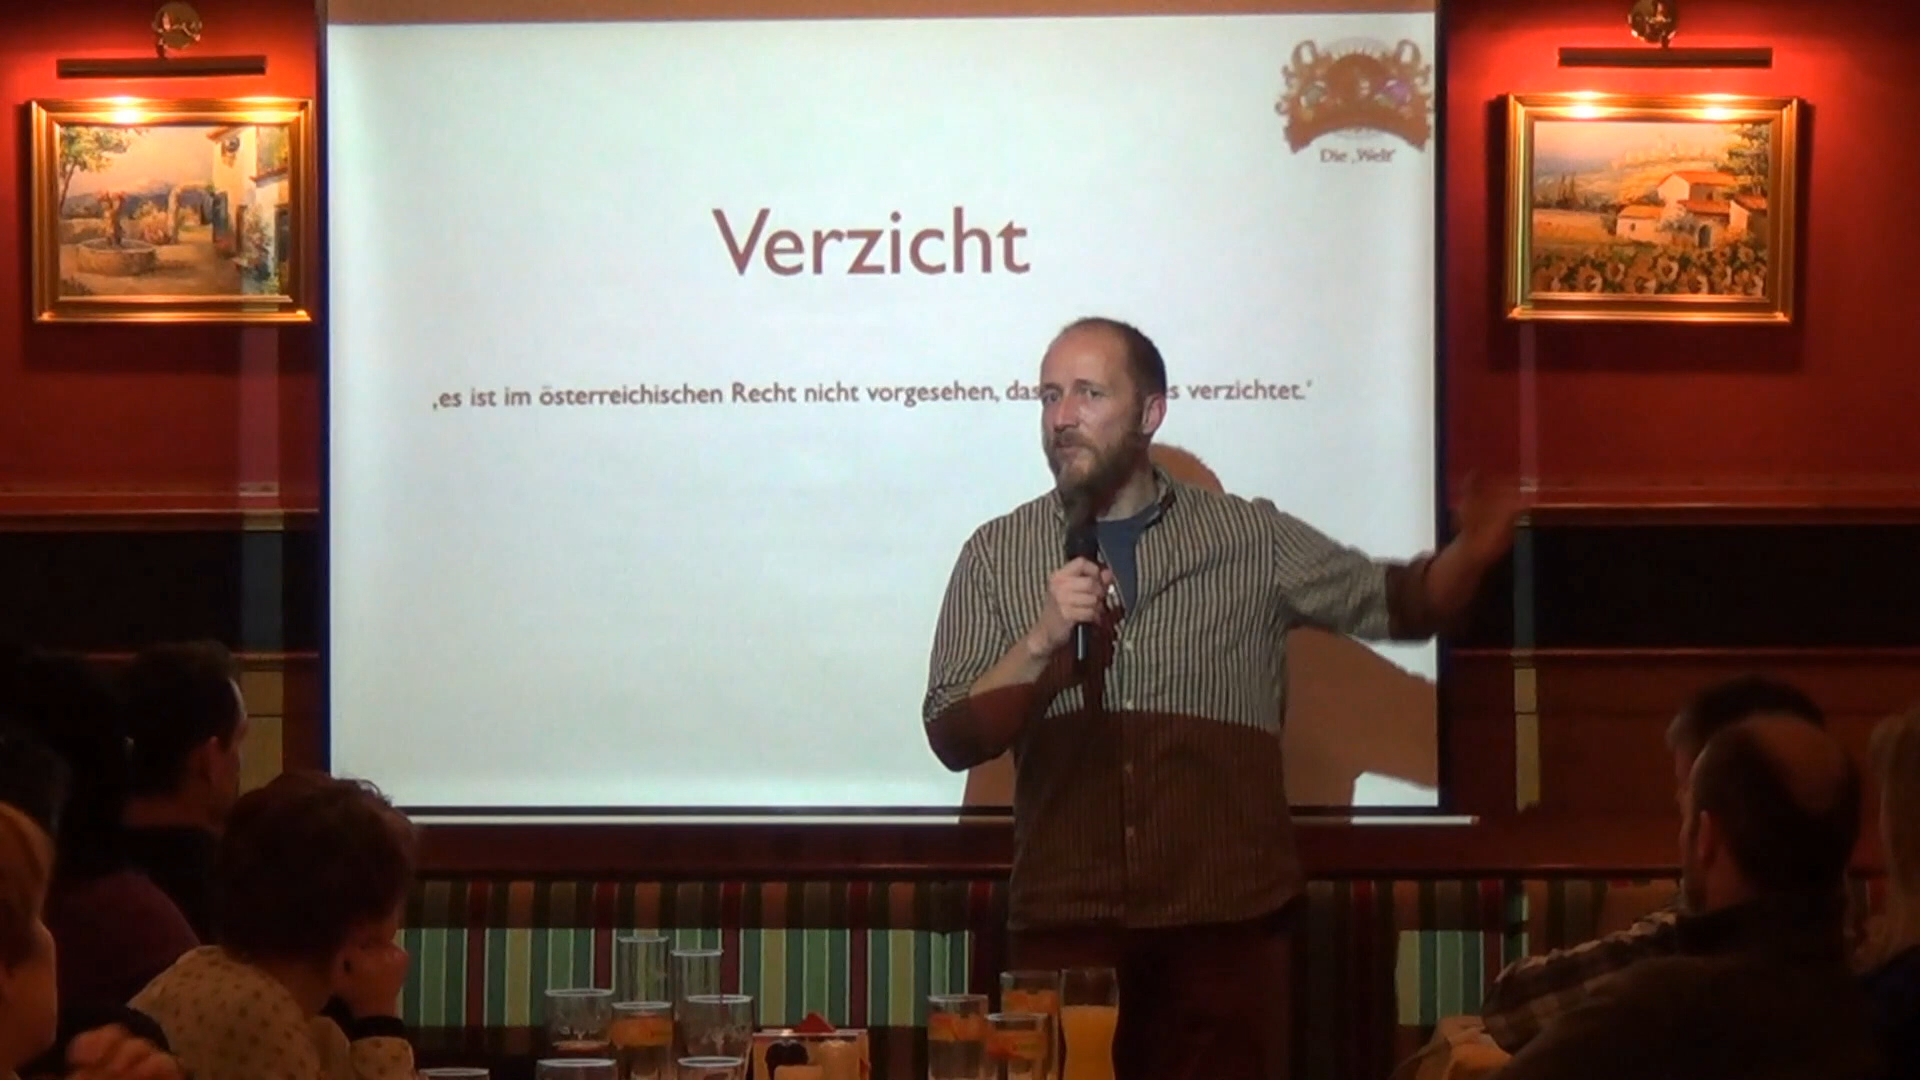 Die „Welt“
Verzicht
‚es ist im österreichischen Recht nicht vorgesehen, das s verzichtet.‘